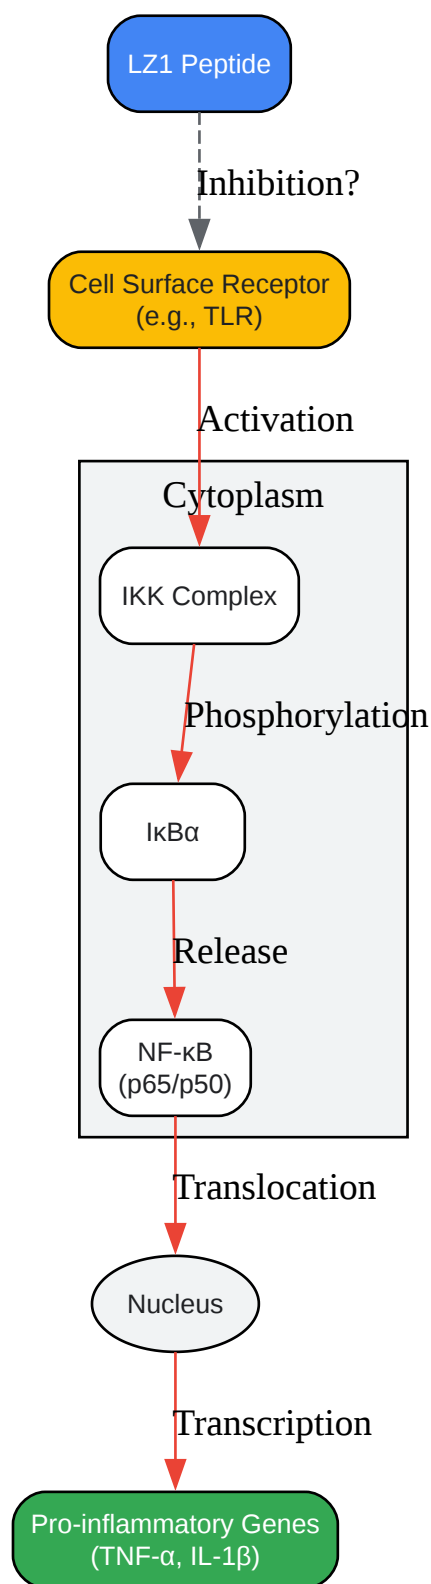 LZ1 Peptide
Inhibition?
Cell Surface Receptor
(e.g., TLR)
Activation
Cytoplasm
IKK Complex
Phosphorylation
IκBα
Release
NF-κB
(p65/p50)
Translocation
Nucleus
Transcription
Pro-inflammatory Genes
(TNF-α, IL-1β)